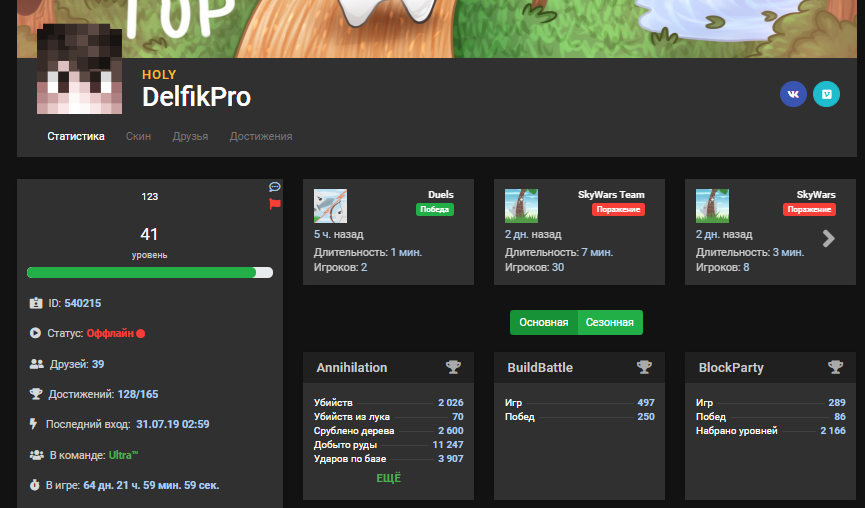 TOP
HOLY
DelfikPro
Статистика Скин Друзья Достижения
123
41
уровень
ID: 540215
Статус: Оффлайн
Друзей: 39
Достижений: 128/165
Последний вход: 31.07.19 02:59
В команде: Ultra™
В игре: 64 дн. 21 ч. 59 мин. 59 сек.
Duels
Победа
5 ч. назад
Длительность: 1 мин.
Игроков: 2
SkyWars Team
Поражение
2 дн. назад
Длительность: 7 мин.
Игроков: 30
SkyWars
Поражение
2 дн. назад
Длительность: 3 мин.
Игроков: 8
Основная Сезонная
Annihilation
Убийств 2 026
Убийств из лука 70
Срублено дерева 2 600
Добыто руды 11 247
Ударов по базе 3 907
ЕЩЁ
BuildBattle
Игр 497
Побед 250
BlockParty
Игр 289
Побед 86
Набрано уровней 2 166